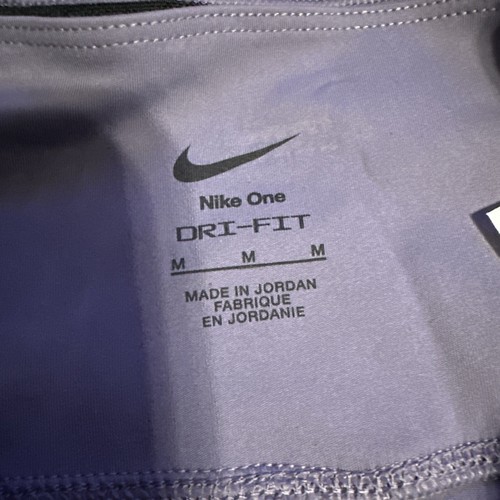 Nike One
DRI-FIT
M M M
MADE IN JORDAN
FABRIQUE
EN JORDANIE